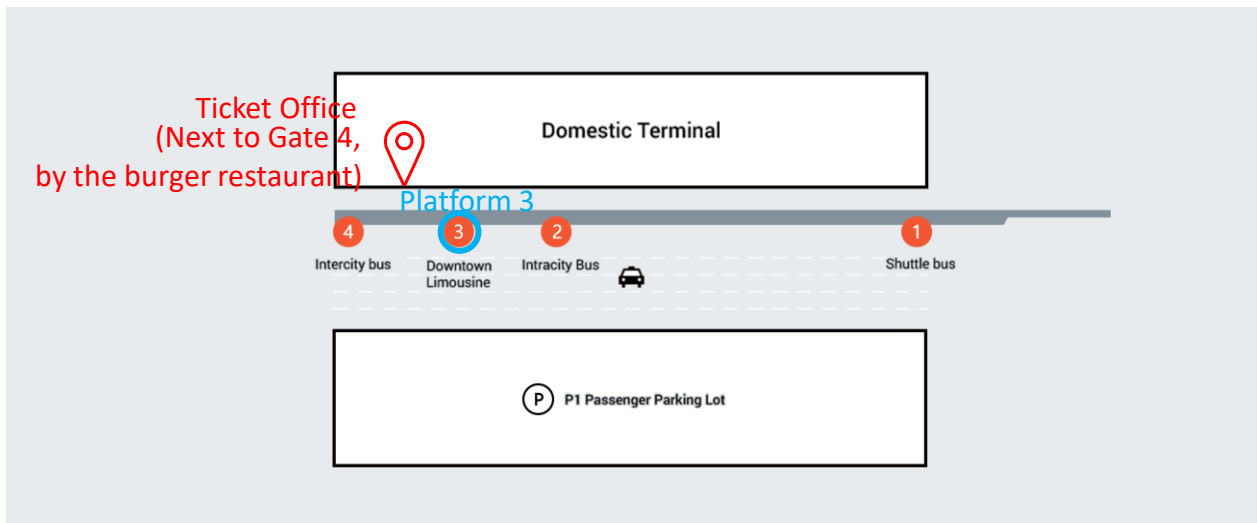 Ticket Office
(Next to Gate 4,
by the burger restaurant)
Domestic Terminal
Platform 3
4
3
2
1
Intercity bus
Downtown
Limousine
Intracity Bus
Shuttle bus
P
P1 Passenger Parking Lot